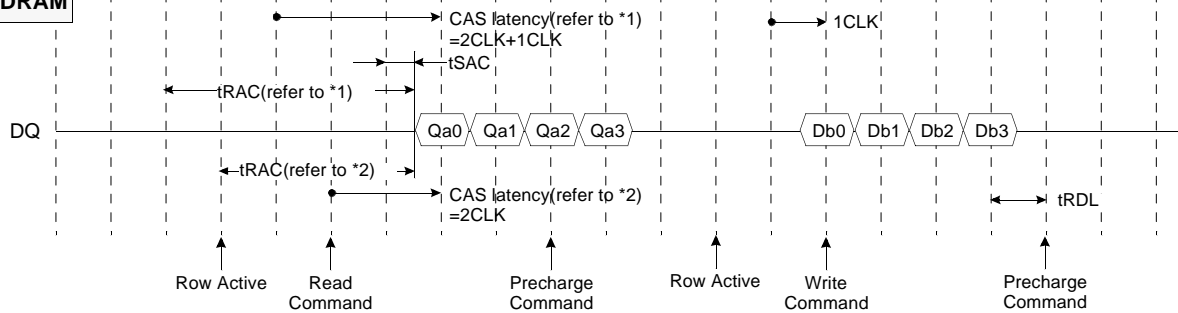 DRAM
CAS latency(refer to *1)
=2CLK+1CLK
1CLK
tSAC
tRAC(refer to *1)
DQ
Qa0 Qa1 Qa2 Qa3 Db0 Db1 Db2 Db3
tRAC(refer to *2)
CAS latency(refer to *2)
=2CLK
tRDL
Row Active
Read
Command
Precharge
Command
Row Active
Write
Command
Precharge
Command